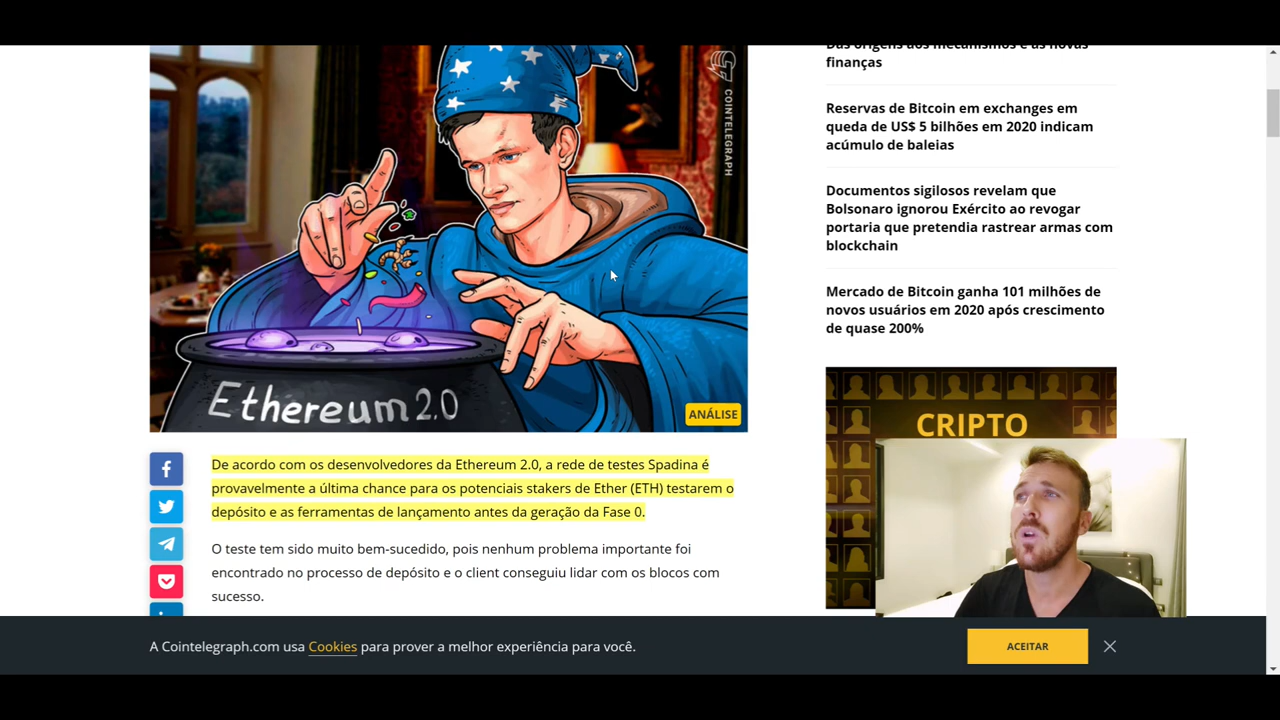 COINTELEGRAPH
Ethereum 2.0
ANÁLISE
De acordo com os desenvolvedores da Ethereum 2.0, a rede de testes Spadina é
provavelmente a última chance para os potenciais stakers de Ether (ETH) testarem o
depósito e as ferramentas de lançamento antes da geração da Fase 0.
O teste tem sido muito bem-sucedido, pois nenhum problema importante foi
encontrado no processo de depósito e o client conseguiu lidar com os blocos com
sucesso.
Das origens aos mecanismos e as novas
finanças
Reservas de Bitcoin em exchanges em
queda de US$ 5 bilhões em 2020 indicam
acúmulo de baleias
Documentos sigilosos revelam que
Bolsonaro ignorou Exército ao revogar
portaria que pretendia rastrear armas com
blockchain
Mercado de Bitcoin ganha 101 milhões de
novos usuários em 2020 após crescimento
de quase 200%
CRIPTO
A Cointelegraph.com usa Cookies para prover a melhor experiência para você.
ACEITAR